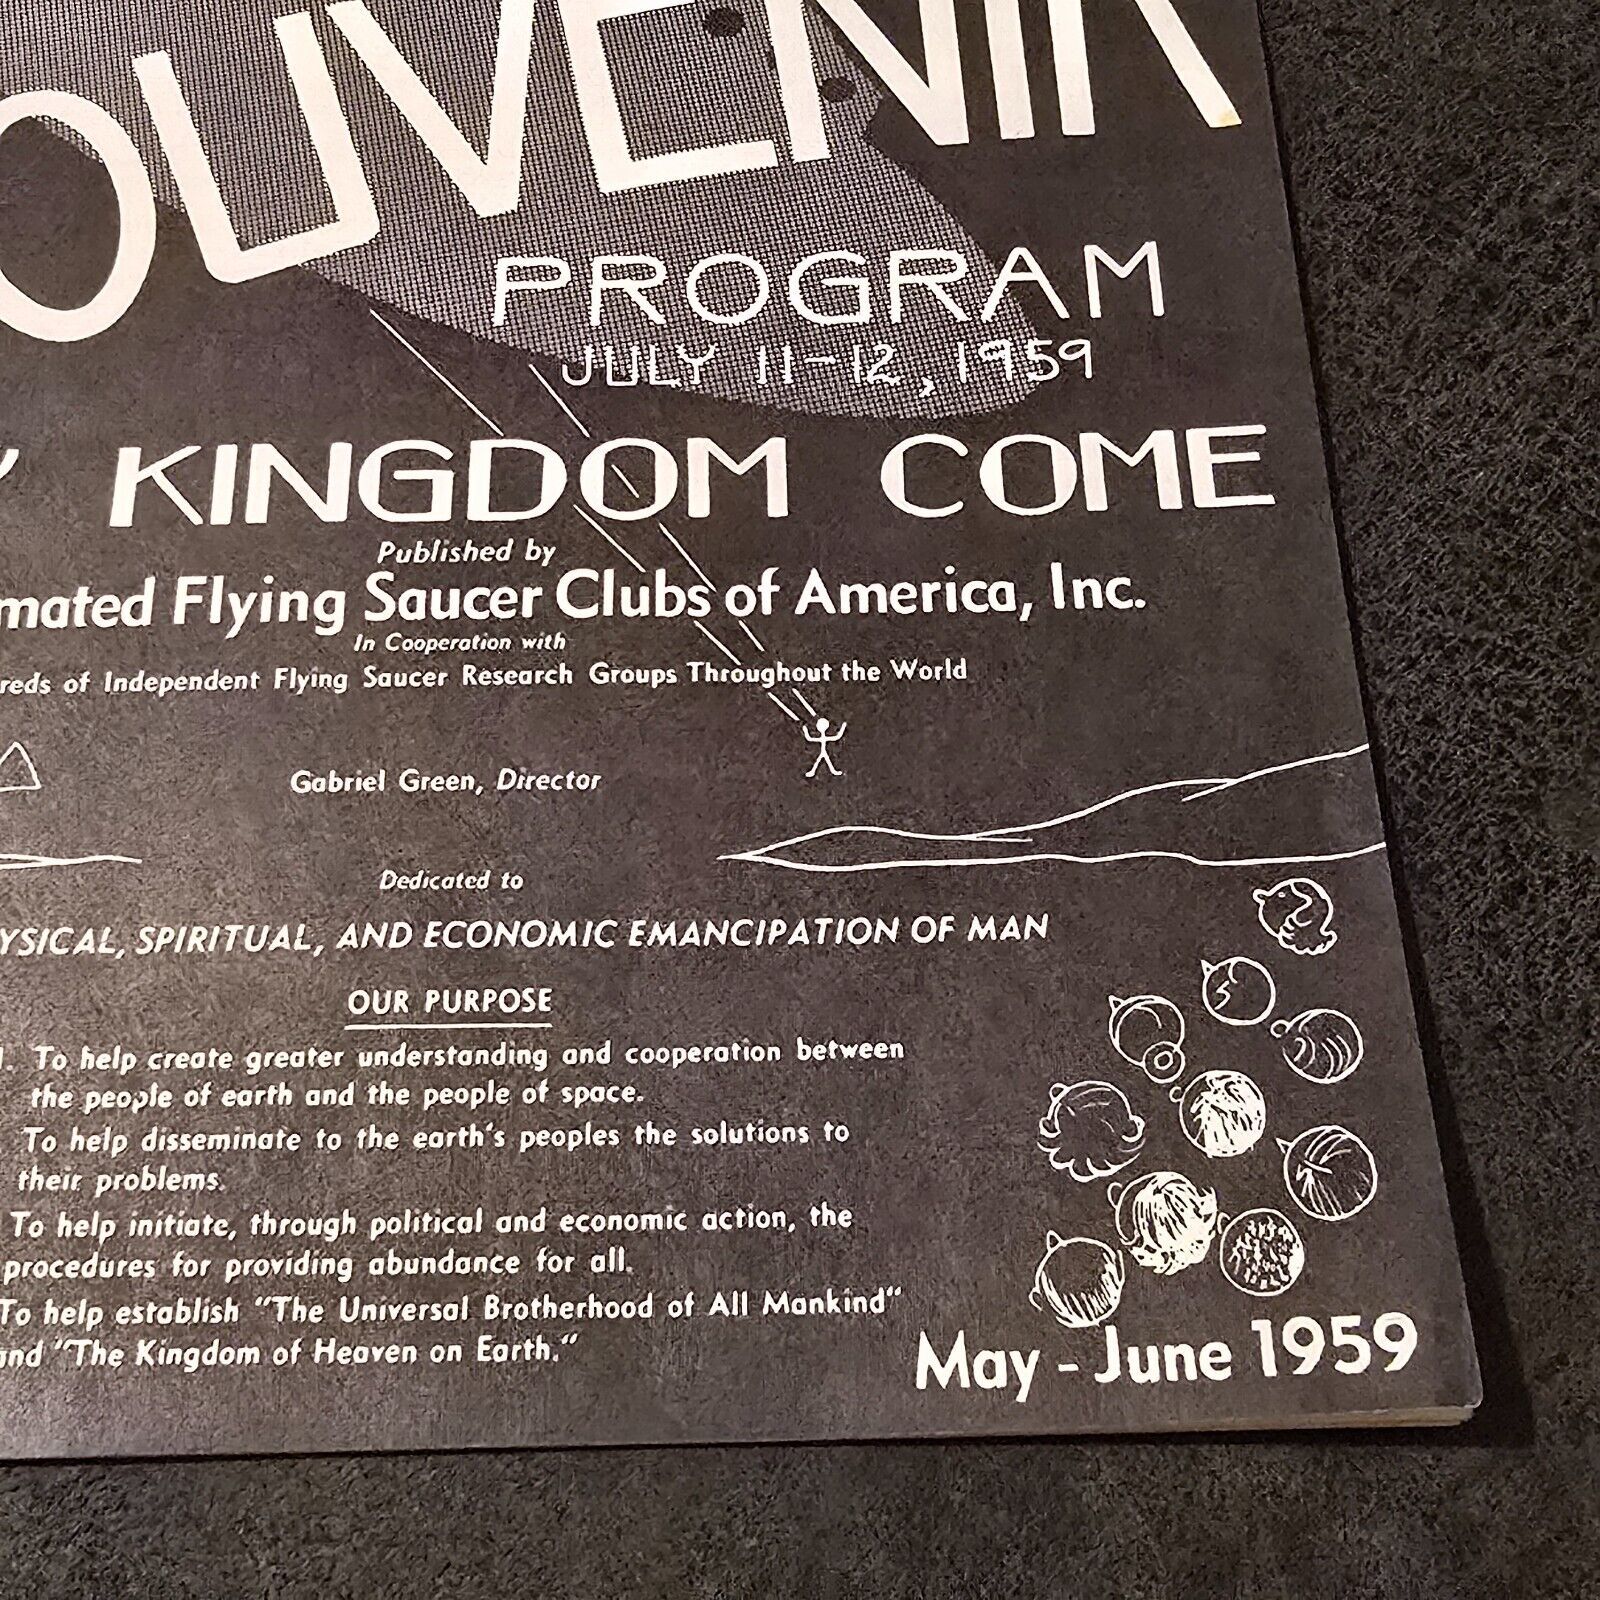 OUVENIR
PROGRAM
JULY 11-12, 1959
Y KINGDOM COME
Published by
mated Flying Saucer Clubs of America, Inc.
In Cooperation with
reds of Independent Flying Saucer Research Groups Throughout the World
Gabriel Green, Director
Dedicated to
YSICAL, SPIRITUAL, AND ECONOMIC EMANCIPATION OF MAN
OUR PURPOSE
1. To help create greater understanding and cooperation between
the people of earth and the people of space.
To help disseminate to the earth's peoples the solutions to
their problems.
To help initiate, through political and economic action, the
procedures for providing abundance for all.
To help establish "The Universal Brotherhood of All Mankind"
and "The Kingdom of Heaven on Earth."
May - June 1959